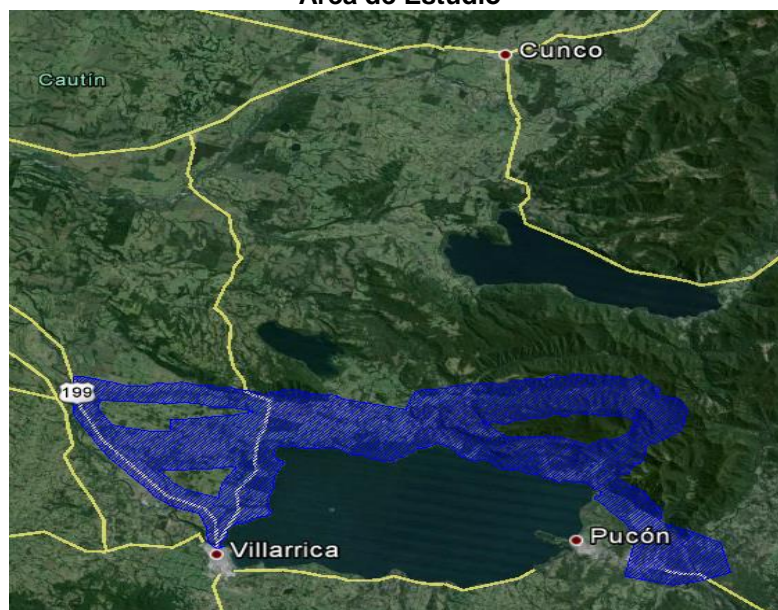 Área de Estudio
Cunco
Cautín
199
Villarrica
Pucón